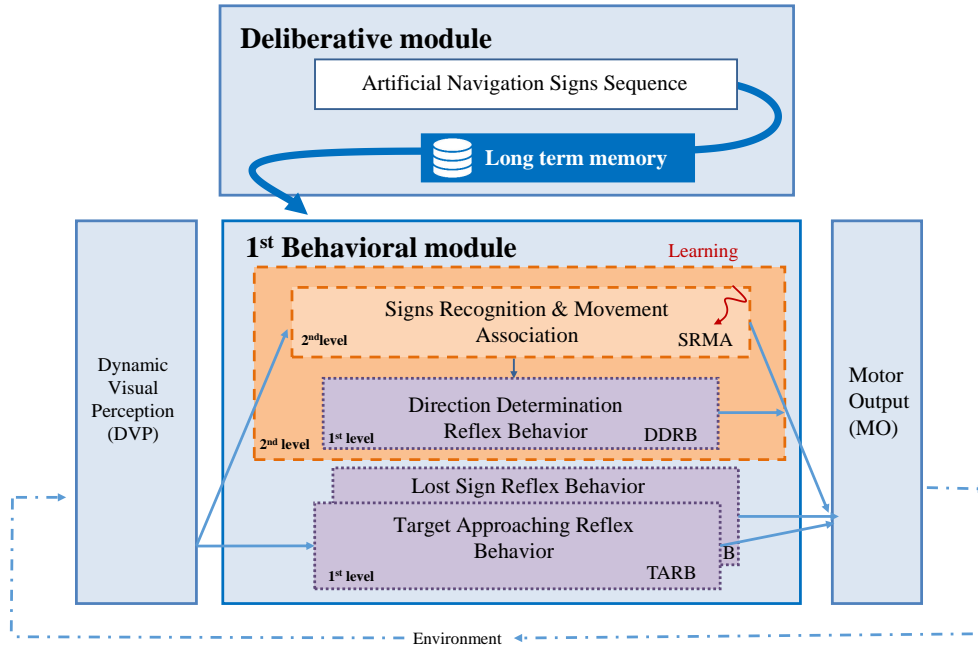 Deliberative module
Artificial Navigation Signs Sequence
Long term memory
1st Behavioral module
Learning
Signs Recognition & Movement
Association
2ndlevel
SRMA
Direction Determination
Reflex Behavior
1st level
DDRB
2nd level
Lost Sign Reflex Behavior
B
Target Approaching Reflex
Behavior
1st level
TARB
Dynamic
Visual
Perception
(DVP)
Motor
Output
(MO)
Environment